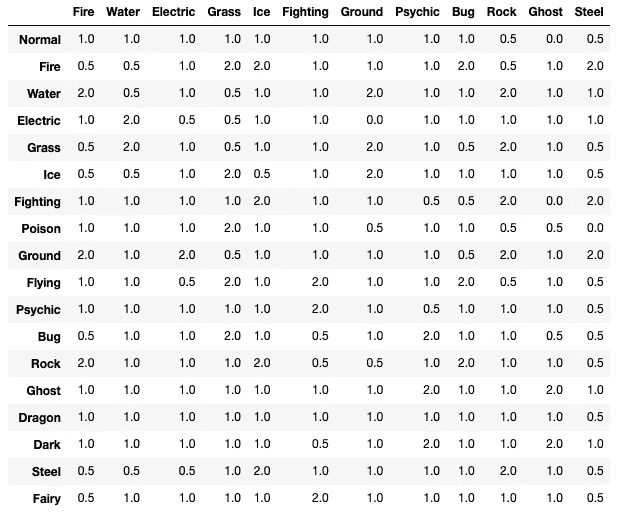 Fire Water Electric Grass Ice Fighting Ground Psychic Bug Rock Ghost Steel
Normal 1.0 1.0 1.0 1.0 1.0 1.0 1.0 1.0 1.0 0.5 0.0 0.5
Fire 0.5 0.5 1.0 2.0 2.0 1.0 1.0 1.0 2.0 0.5 1.0 2.0
Water 2.0 0.5 1.0 0.5 1.0 1.0 2.0 1.0 1.0 2.0 1.0 1.0
Electric 1.0 2.0 0.5 0.5 1.0 1.0 0.0 1.0 1.0 1.0 1.0 1.0
Grass 0.5 2.0 1.0 0.5 1.0 1.0 2.0 1.0 0.5 2.0 1.0 0.5
Ice 0.5 0.5 1.0 2.0 0.5 1.0 2.0 1.0 1.0 1.0 1.0 0.5
Fighting 1.0 1.0 1.0 1.0 2.0 1.0 1.0 0.5 0.5 2.0 0.0 2.0
Poison 1.0 1.0 1.0 2.0 1.0 1.0 0.5 1.0 1.0 0.5 0.5 0.0
Ground 2.0 1.0 2.0 0.5 1.0 1.0 1.0 1.0 0.5 2.0 1.0 2.0
Flying 1.0 1.0 0.5 2.0 1.0 2.0 1.0 1.0 2.0 0.5 1.0 0.5
Psychic 1.0 1.0 1.0 1.0 1.0 2.0 1.0 0.5 1.0 1.0 1.0 0.5
Bug 0.5 1.0 1.0 2.0 1.0 0.5 1.0 2.0 1.0 1.0 0.5 0.5
Rock 2.0 1.0 1.0 1.0 2.0 0.5 0.5 1.0 2.0 1.0 1.0 0.5
Ghost 1.0 1.0 1.0 1.0 1.0 1.0 1.0 2.0 1.0 1.0 2.0 1.0
Dragon 1.0 1.0 1.0 1.0 1.0 1.0 1.0 1.0 1.0 1.0 1.0 0.5
Dark 1.0 1.0 1.0 1.0 1.0 0.5 1.0 2.0 1.0 1.0 2.0 1.0
Steel 0.5 0.5 0.5 1.0 2.0 1.0 1.0 1.0 1.0 2.0 1.0 0.5
Fairy 0.5 1.0 1.0 1.0 1.0 2.0 1.0 1.0 1.0 1.0 1.0 0.5